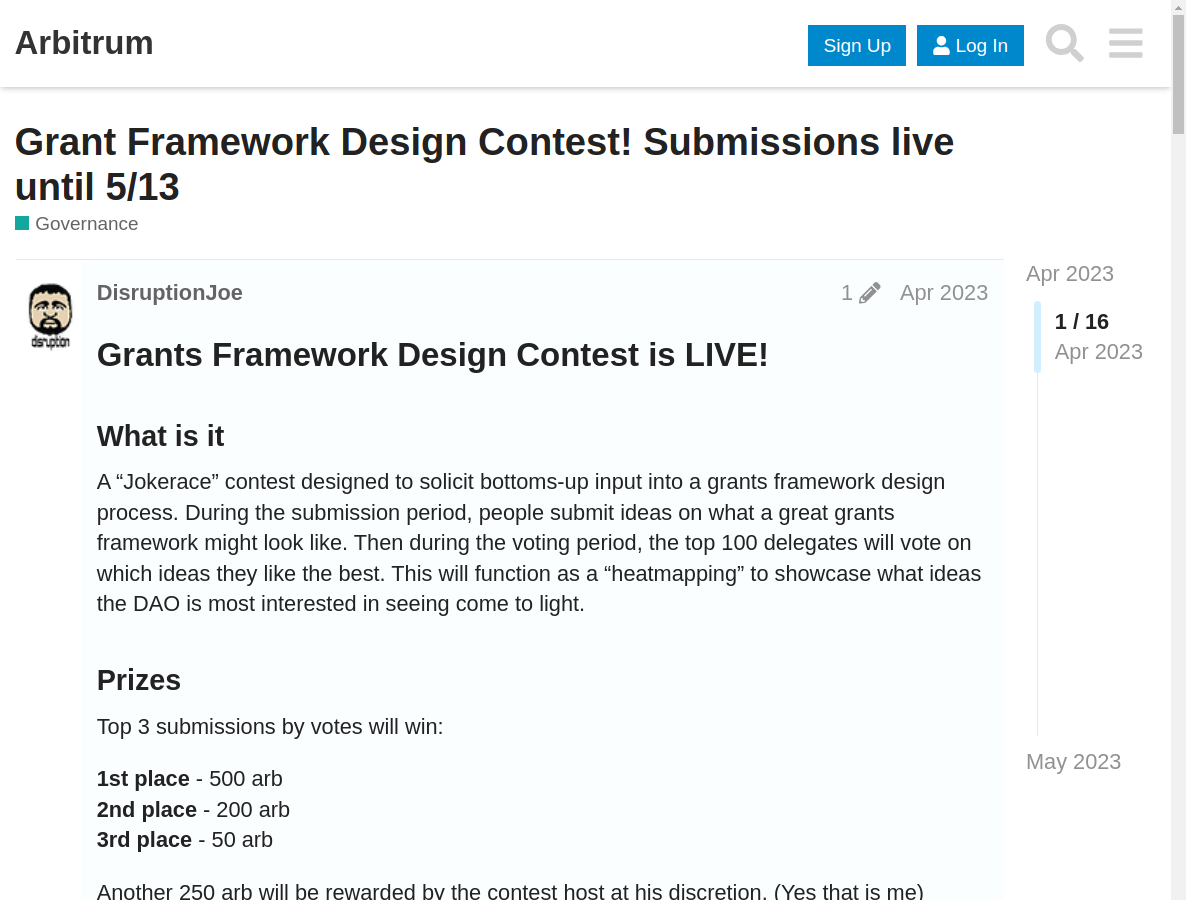 Arbitrum
Sign Up
Log In
Grant Framework Design Contest! Submissions live
until 5/13
Governance
DisruptionJoe
1
Apr 2023
disruption
Grants Framework Design Contest is LIVE!
What is it
A “Jokerace” contest designed to solicit bottoms-up input into a grants framework design
process. During the submission period, people submit ideas on what a great grants
framework might look like. Then during the voting period, the top 100 delegates will vote on
which ideas they like the best. This will function as a “heatmapping” to showcase what ideas
the DAO is most interested in seeing come to light.
Prizes
Top 3 submissions by votes will win:
1st place - 500 arb
2nd place - 200 arb
3rd place - 50 arb
Another 250 arb will be rewarded by the contest host at his discretion. (Yes that is me)
Apr 2023
1 / 16
Apr 2023
May 2023